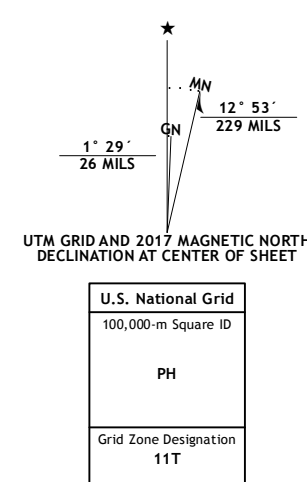 ★
MN
GN
12° 53´
229 MILS
1° 29´
26 MILS
UTM GRID AND 2017 MAGNETIC NORTH
DECLINATION AT CENTER OF SHEET
U.S. National Grid
100,000-m Square ID
PH
Grid Zone Designation
11T